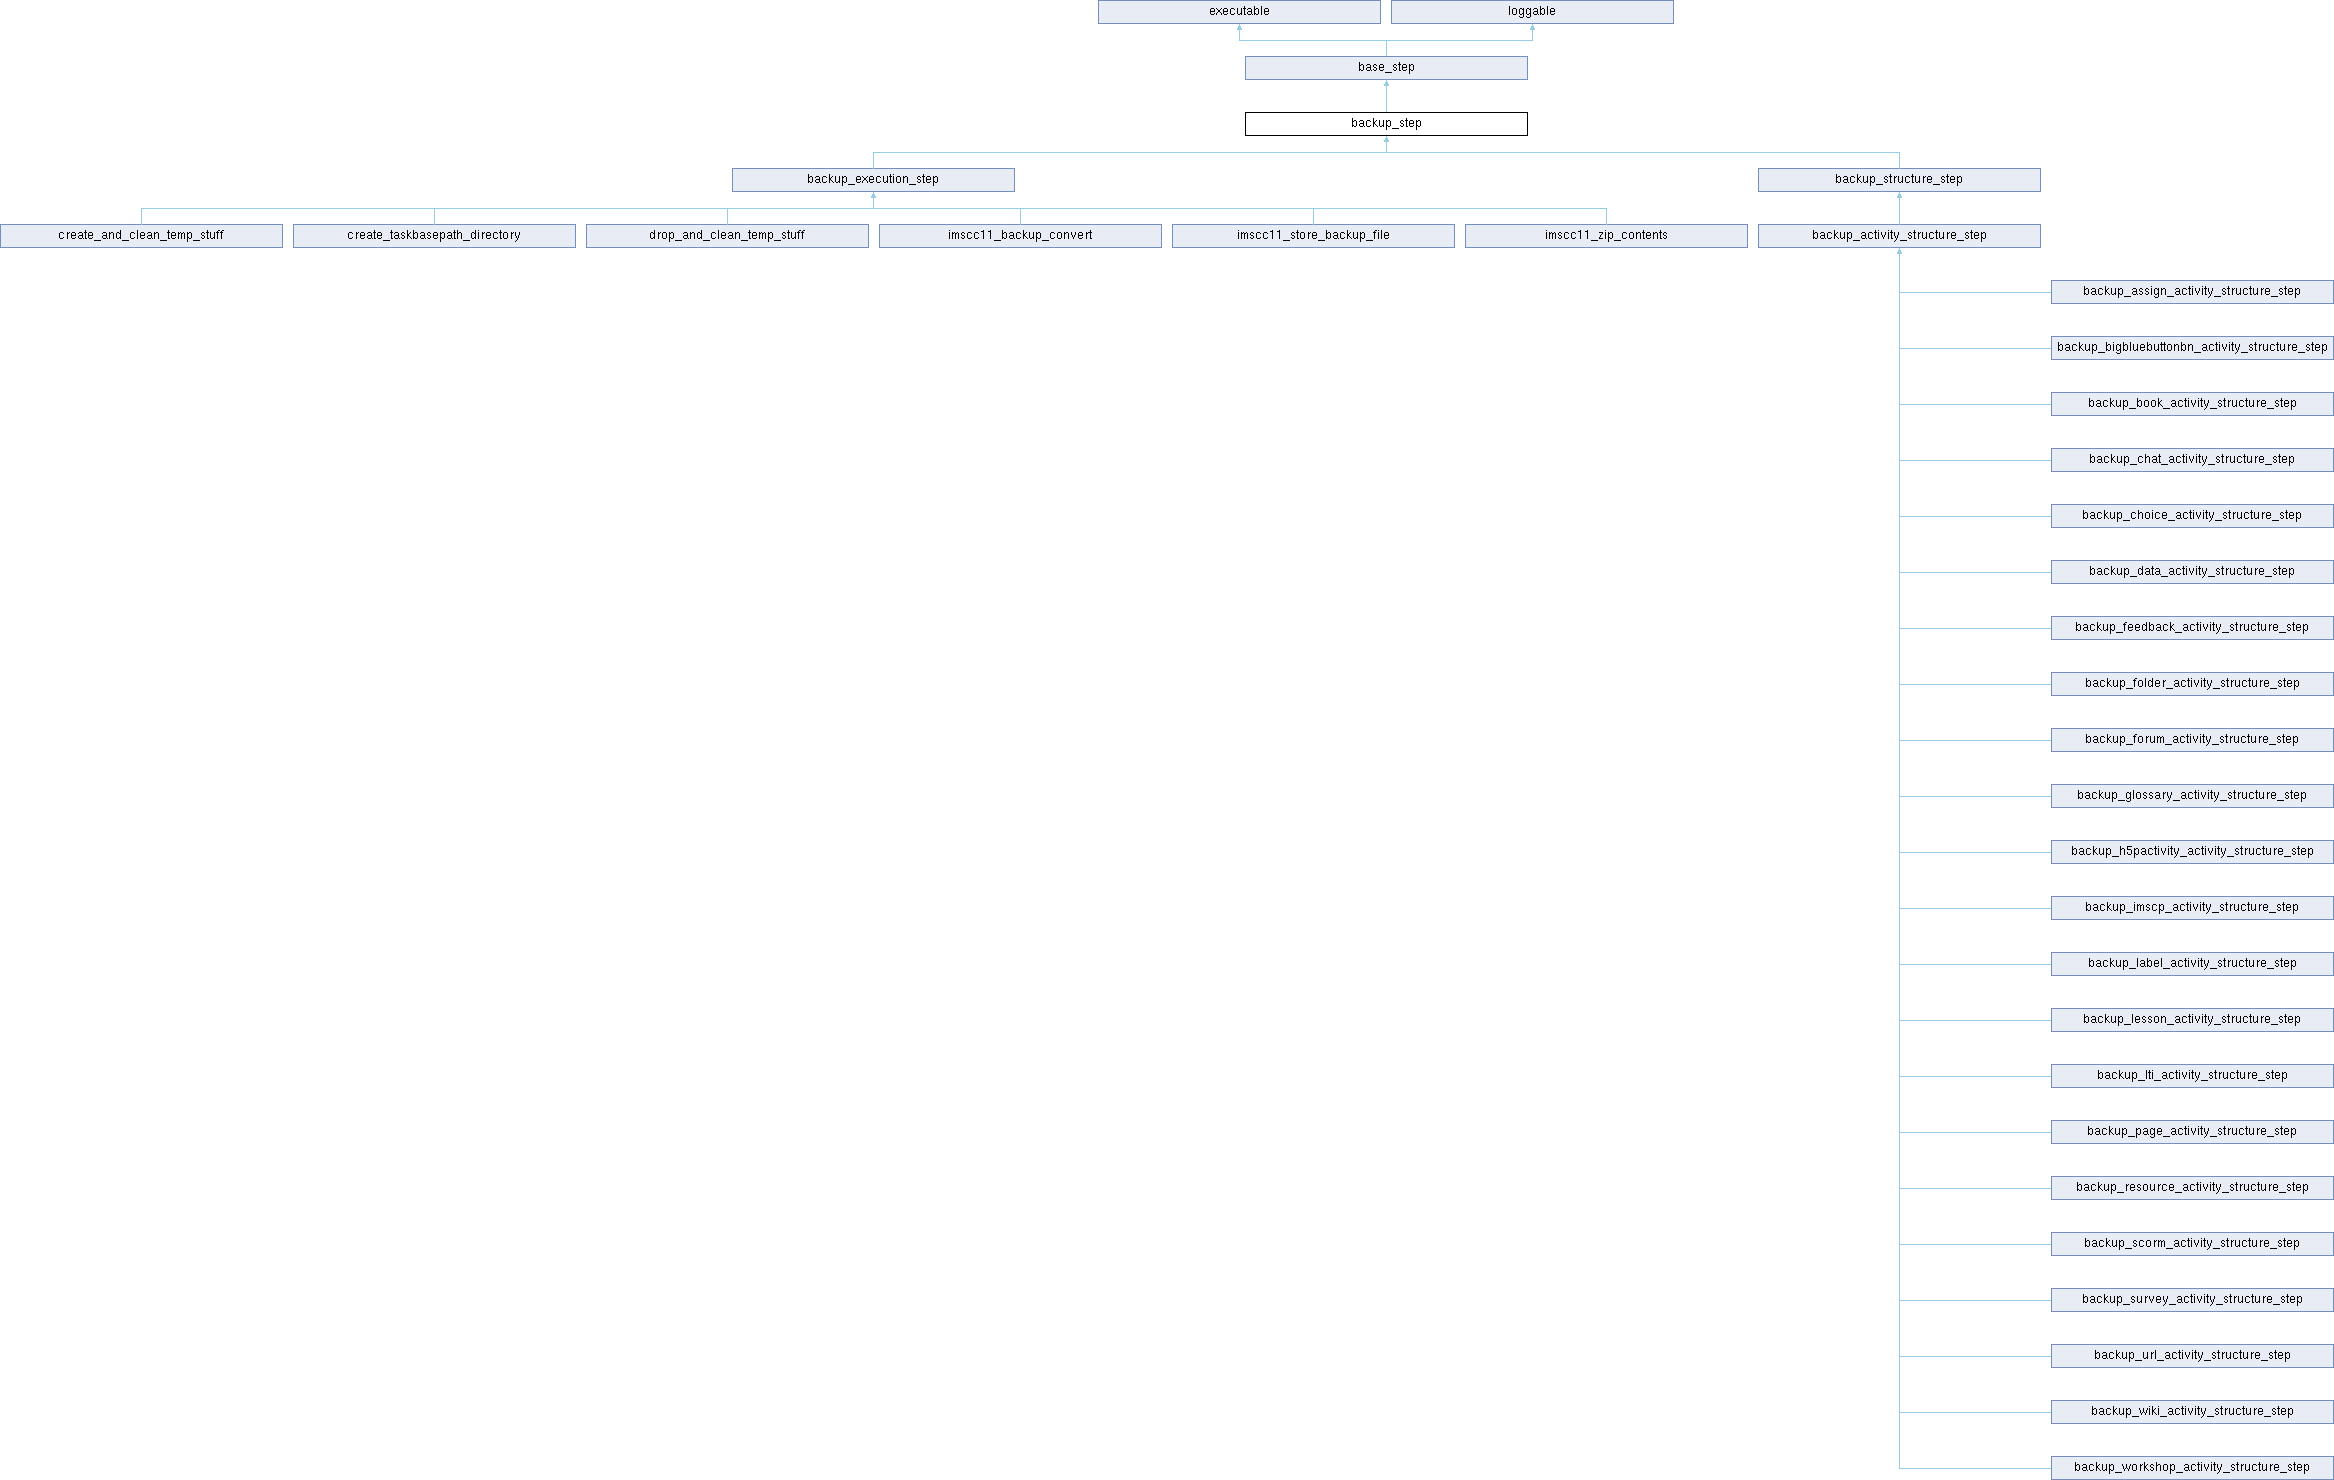 executable
loggable
base_step
backup_step
backup_execution_step
backup_structure_step
create_and_clean_temp_stuff
create_taskbasepath_directory
drop_and_clean_temp_stuff
imscc11_backup_convert
imscc11_store_backup_file
imscc11_zip_contents
backup_activity_structure_step
backup_assign_activity_structure_step
backup_bigbluebuttonbn_activity_structure_step
backup_book_activity_structure_step
backup_chat_activity_structure_step
backup_choice_activity_structure_step
backup_data_activity_structure_step
backup_feedback_activity_structure_step
backup_folder_activity_structure_step
backup_forum_activity_structure_step
backup_glossary_activity_structure_step
backup_h5pactivity_activity_structure_step
backup_imscp_activity_structure_step
backup_label_activity_structure_step
backup_lesson_activity_structure_step
backup_lti_activity_structure_step
backup_page_activity_structure_step
backup_resource_activity_structure_step
backup_scorm_activity_structure_step
backup_survey_activity_structure_step
backup_url_activity_structure_step
backup_wiki_activity_structure_step
backup_workshop_activity_structure_step